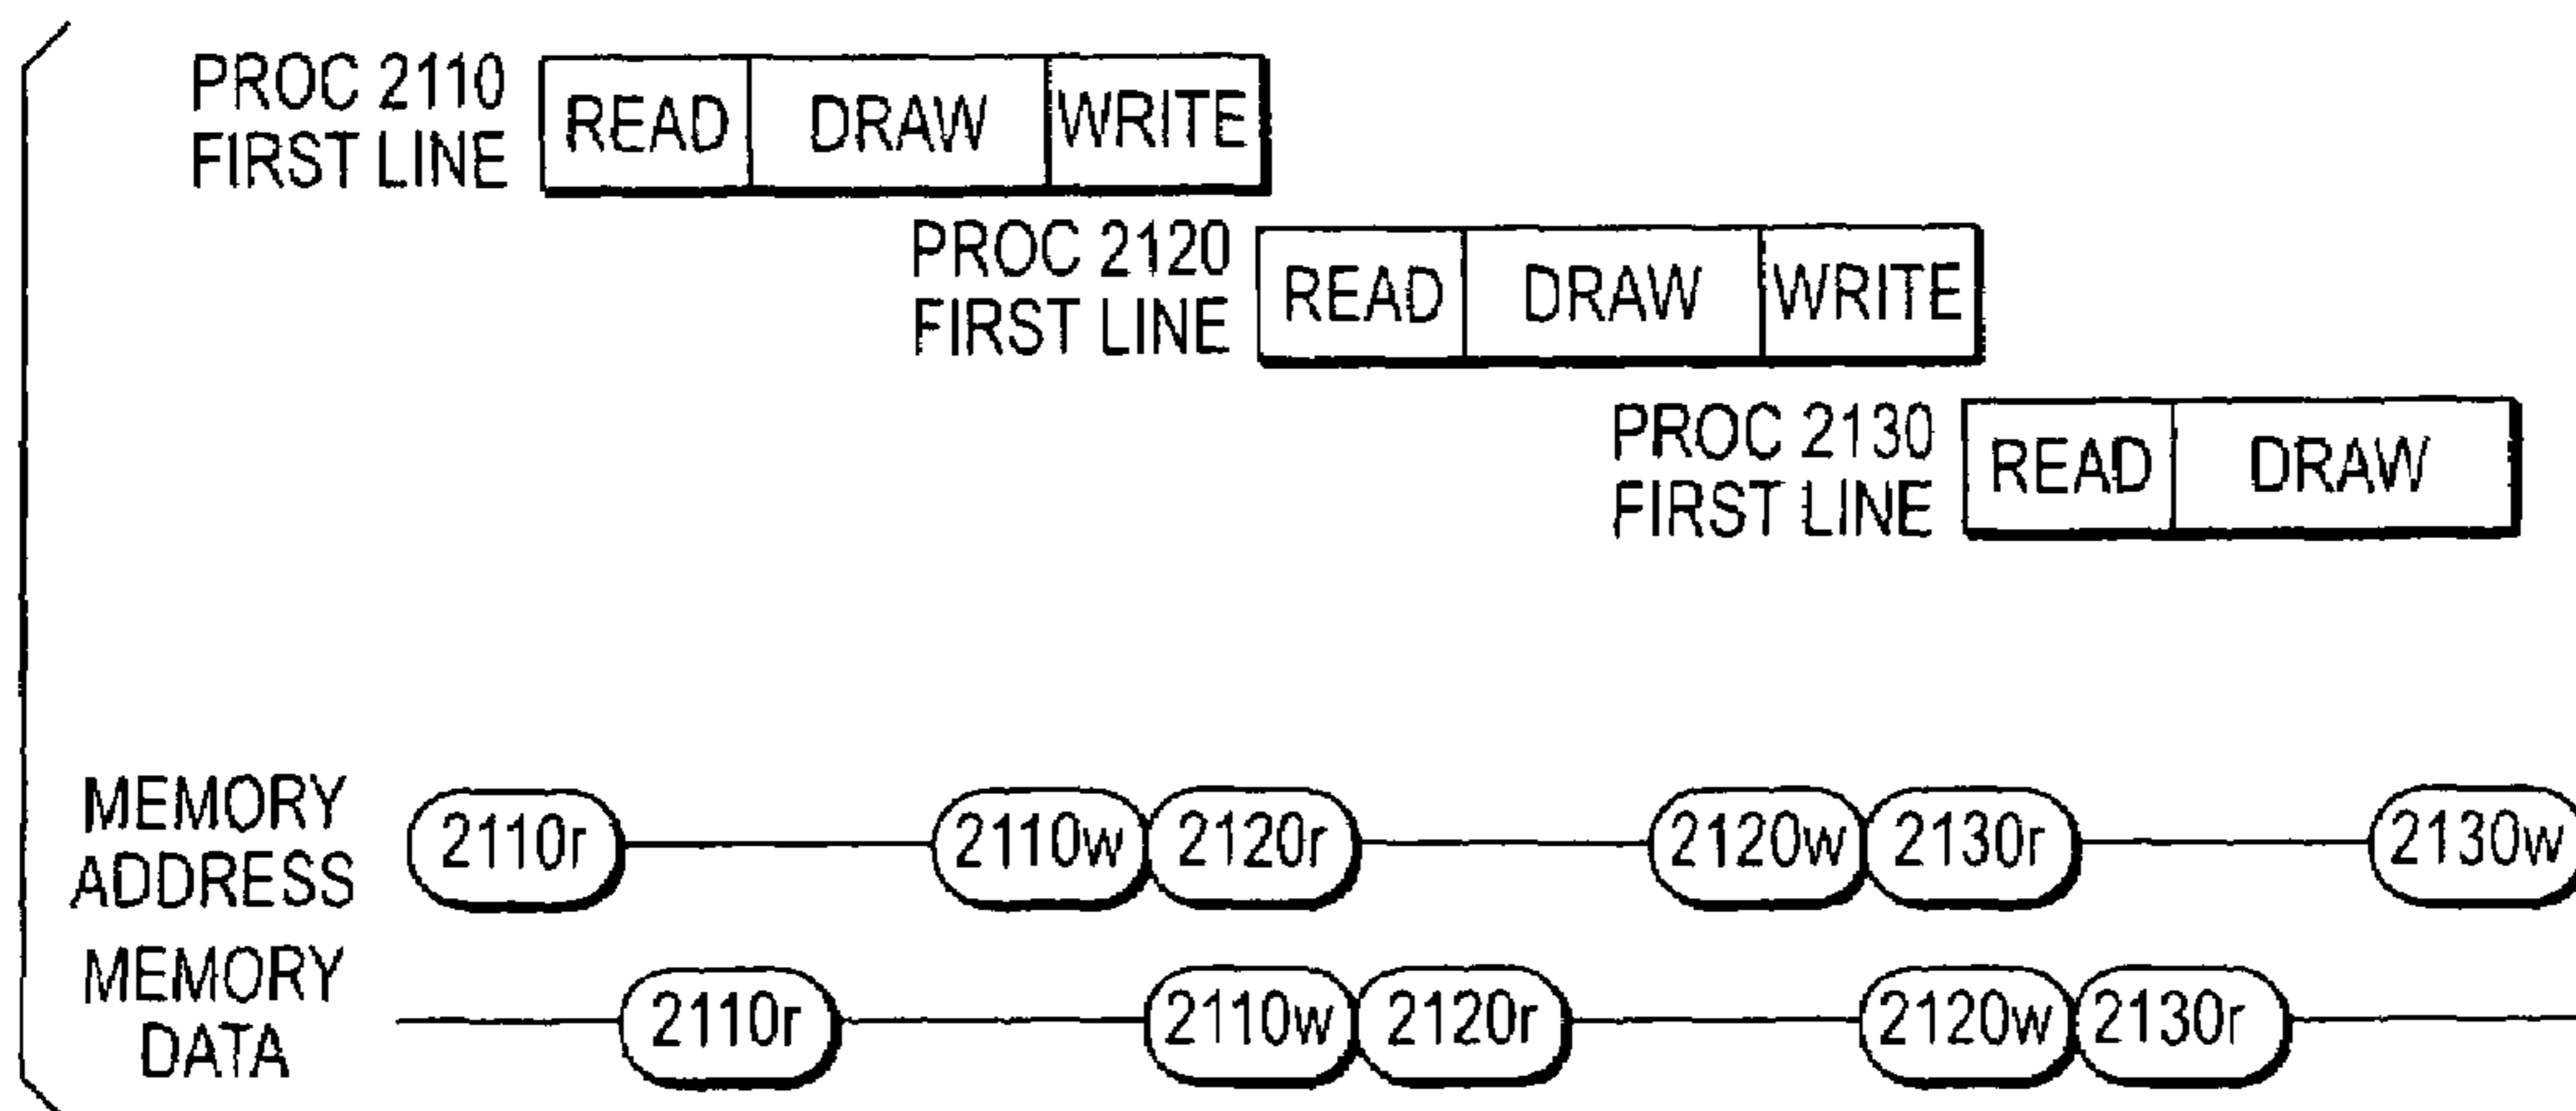 PROC 2110
FIRST LINE
READ DRAW WRITE
PROC 2120
FIRST LINE
READ DRAW WRITE
PROC 2130
FIRST LINE
READ DRAW
MEMORY
ADDRESS
2110r 2110w 2120r 2120w 2130r 2130w
MEMORY
DATA
2110r 2110w 2120r 2120w 2130r